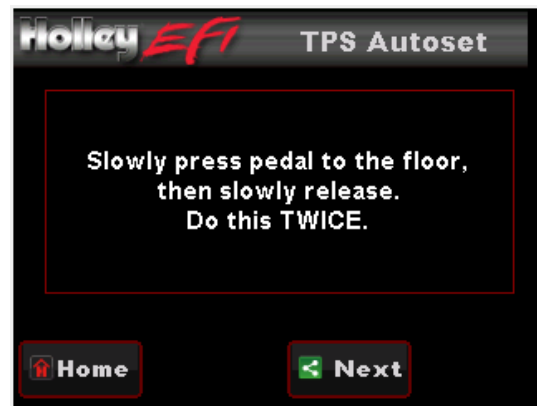 Holley EFI TPS Autoset
Slowly press pedal to the floor,
then slowly release.
Do this TWICE.
Home Next